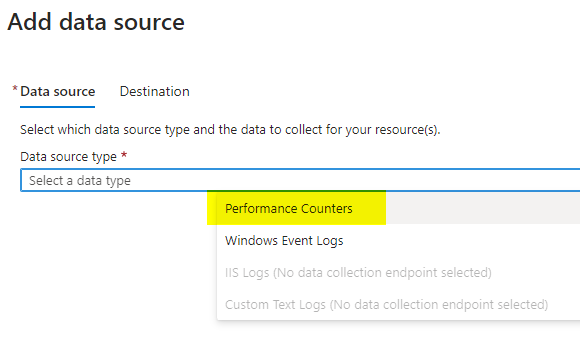 Add data source
* Data source Destination
Select which data source type and the data to collect for your resource(s).
Data source type *
Select a data type
Performance Counters
Windows Event Logs
IIS Logs (No data collection endpoint selected)
Custom Text Logs (No data collection endpoint selected)